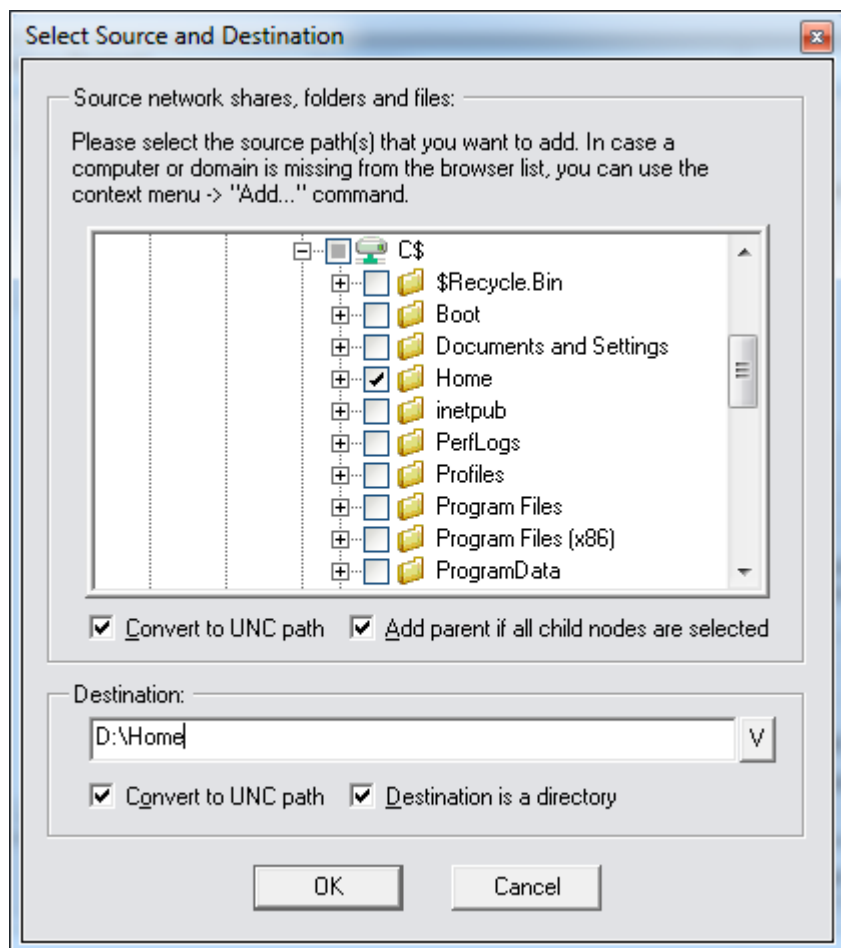 Select Source and Destination
Source network shares, folders and files:
Please select the source path(s) that you want to add. In case a
computer or domain is missing from the browser list, you can use the
context menu -> "Add..." command.
C$
$Recycle.Bin
Boot
Documents and Settings
Home
inetpub
PerfLogs
Profiles
Program Files
Program Files (x86)
ProgramData
Convert to UNC path Add parent if all child nodes are selected
Destination:
D:\Home V
Convert to UNC path Destination is a directory
OK Cancel